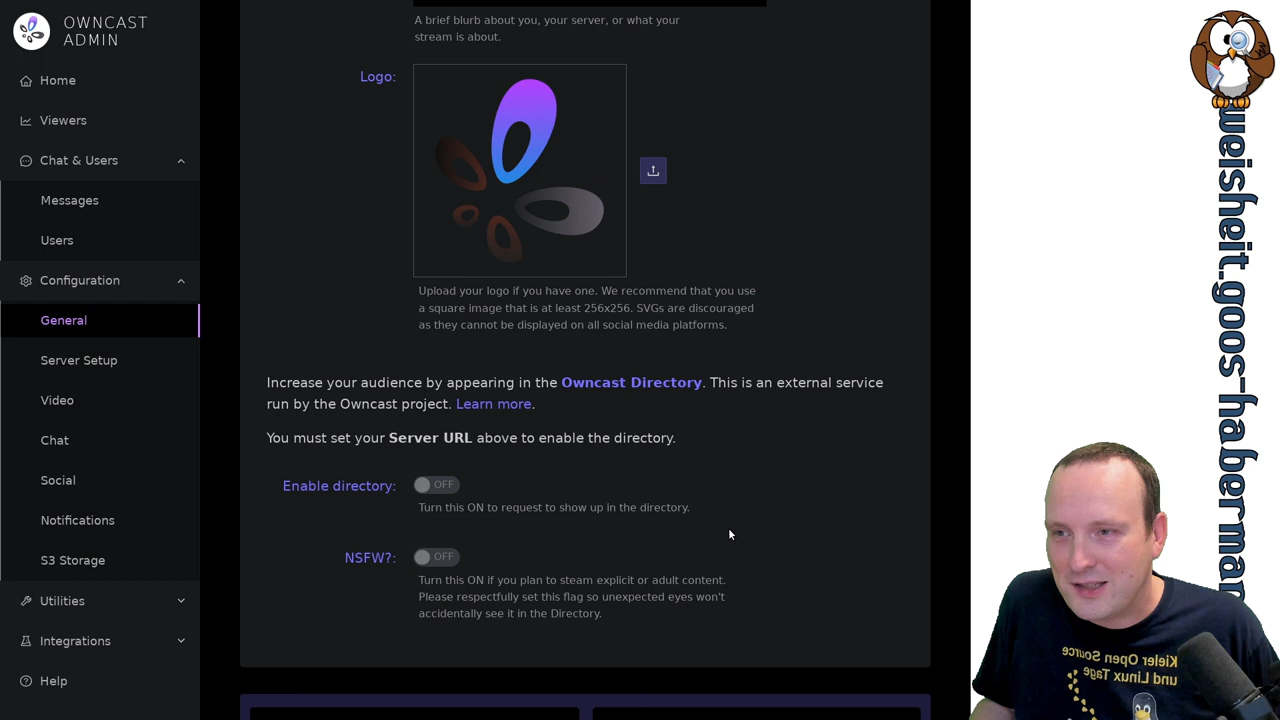 OWNCAST
ADMIN
Home
Viewers
Chat & Users
Messages
Users
Configuration
General
Server Setup
Video
Chat
Social
Notifications
S3 Storage
Utilities
Integrations
Help
A brief blurb about you, your server, or what your
stream is about.
Logo:
Upload your logo if you have one. We recommend that you use
a square image that is at least 256x256. SVGs are discouraged
as they cannot be displayed on all social media platforms.
Increase your audience by appearing in the Owncast Directory. This is an external service
run by the Owncast project. Learn more.
You must set your Server URL above to enable the directory.
Enable directory:
OFF
Turn this ON to request to show up in the directory.
NSFW?:
OFF
Turn this ON if you plan to steam explicit or adult content.
Please respectfully set this flag so unexpected eyes won't
accidentally see it in the Directory.
weisheit.goos-haberman
Kieler Open Source
und Linux Tage